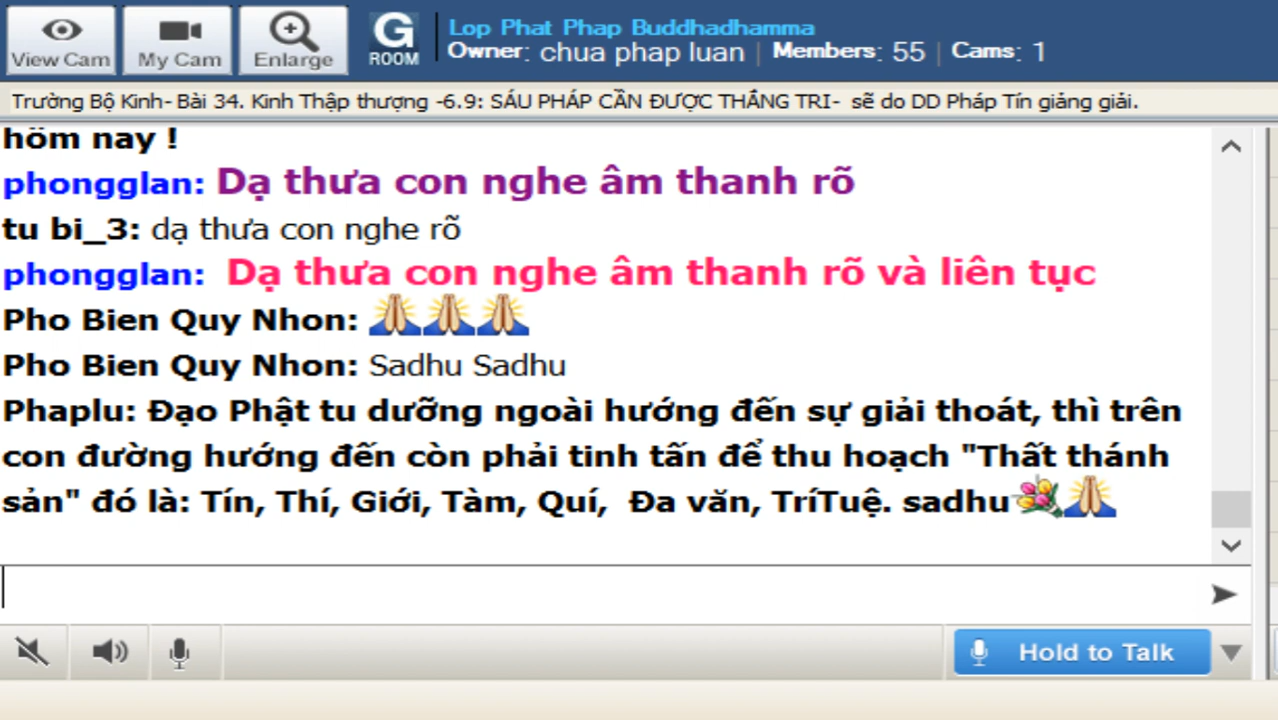 View Cam
My Cam
Enlarge
G ROOM
Lop Phat Phap Buddhadhamma
Owner: chua phap luan | Members: 55 | Cams: 1
Trường Bộ Kinh- Bài 34. Kinh Thập thượng -6.9: SÁU PHÁP CẦN ĐƯỢC THẮNG TRI- sẽ do DD Pháp Tín giảng giải.
hôm nay !
phongglan: Dạ thưa con nghe âm thanh rõ
tu bi_3: dạ thưa con nghe rõ
phongglan: Dạ thưa con nghe âm thanh rõ và liên tục
Pho Bien Quy Nhon: 🙏🙏🙏
Pho Bien Quy Nhon: Sadhu Sadhu
Phaplu: Đạo Phật tu dưỡng ngoài hướng đến sự giải thoát, thì trên
con đường hướng đến còn phải tinh tấn để thu hoạch "Thất thánh
sản" đó là: Tín, Thí, Giới, Tàm, Quí, Đa văn, TríTuệ. sadhu💐🙏
Hold to Talk